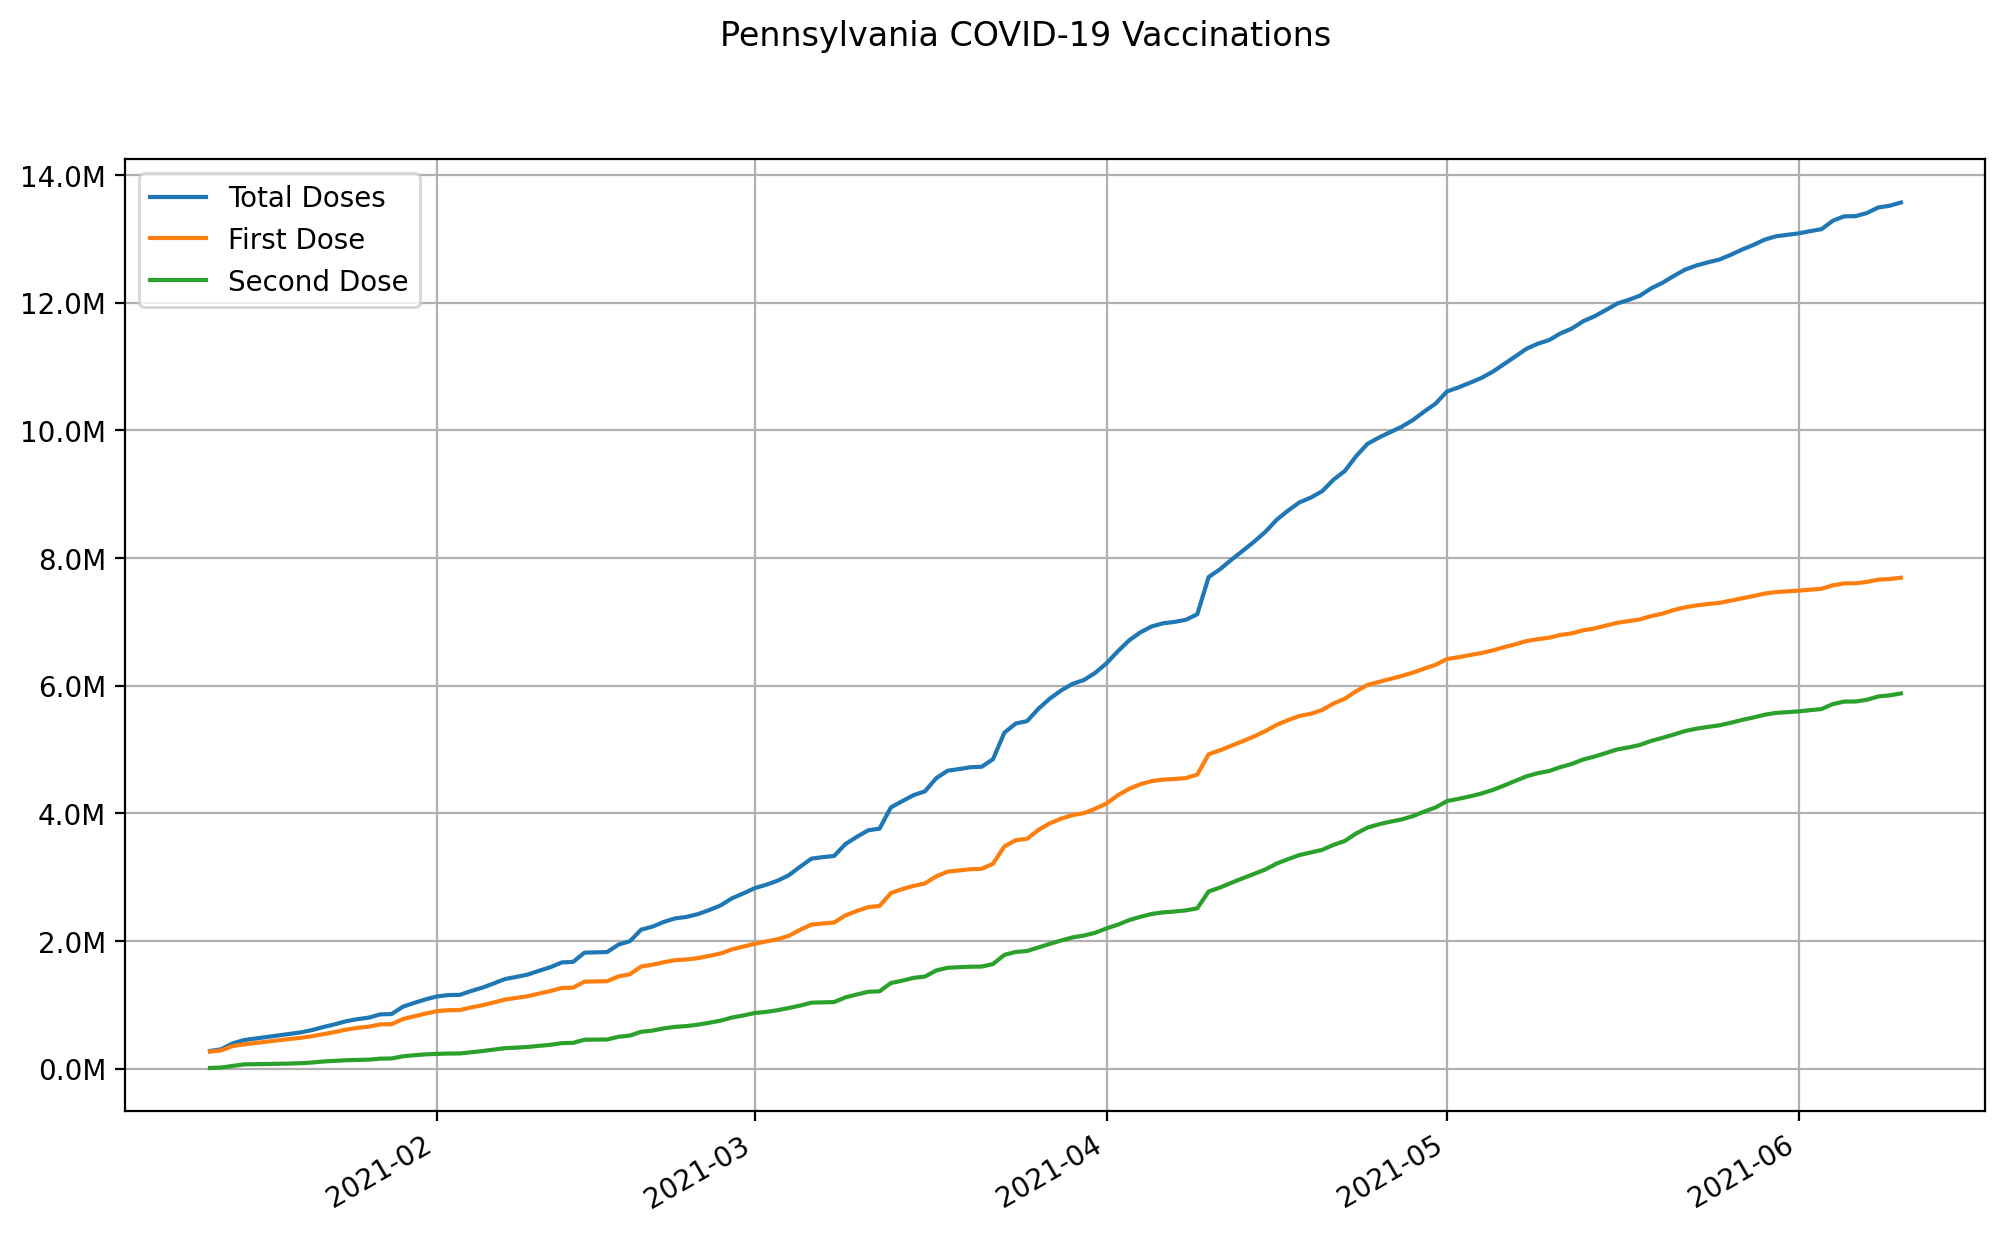 Pennsylvania COVID-19 Vaccinations
14.0M
12.0M
10.0M
8.0M
6.0M
4.0M
2.0M
0.0M
Total Doses
First Dose
Second Dose
2021-02
2021-03
2021-04
2021-05
2021-06